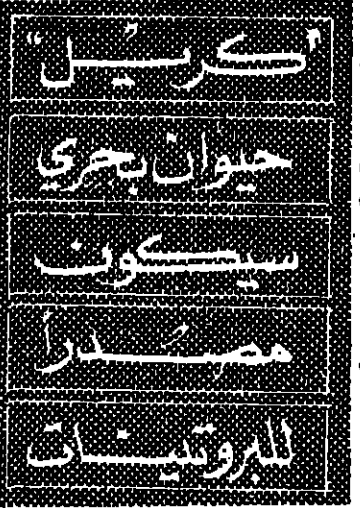 "كريل"
حيوان بحري
سيكون
مصدراً
للبروتينات